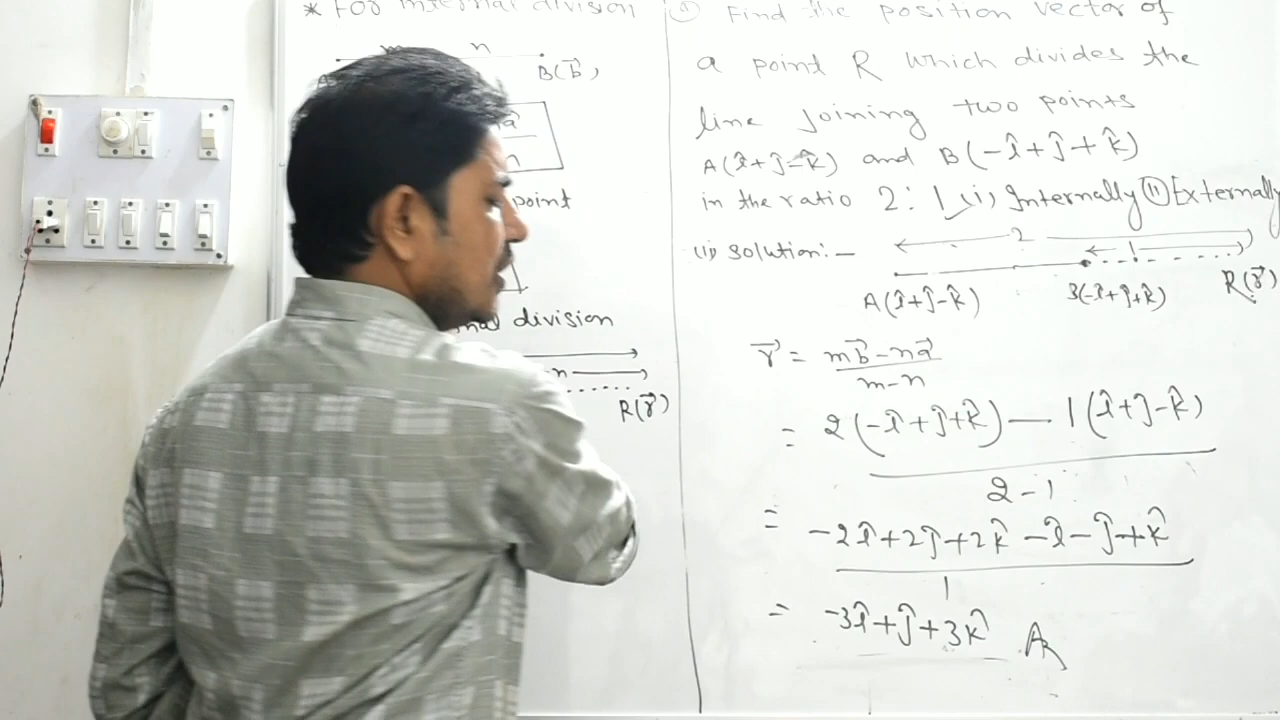 * For internal division
m n
B(b⃗)
point
division
n
R(r⃗)
① Find the position vector of
a point R which divides the
line joining two points
A(î+ĵ-k̂) and B(-î+ĵ+k̂)
in the ratio 2:1 (i) Internally (ii) Externally
(ii) solution:-
2
1
A(î+ĵ-k̂) B(-î+ĵ+k̂) R(r⃗)
r⃗ = mb⃗-na⃗
m-n
= 2(-î+ĵ+k̂) - 1(î+ĵ-k̂)
2-1
= -2î+2ĵ+2k̂ -î-ĵ+k̂
1
= -3î+ĵ+3k̂